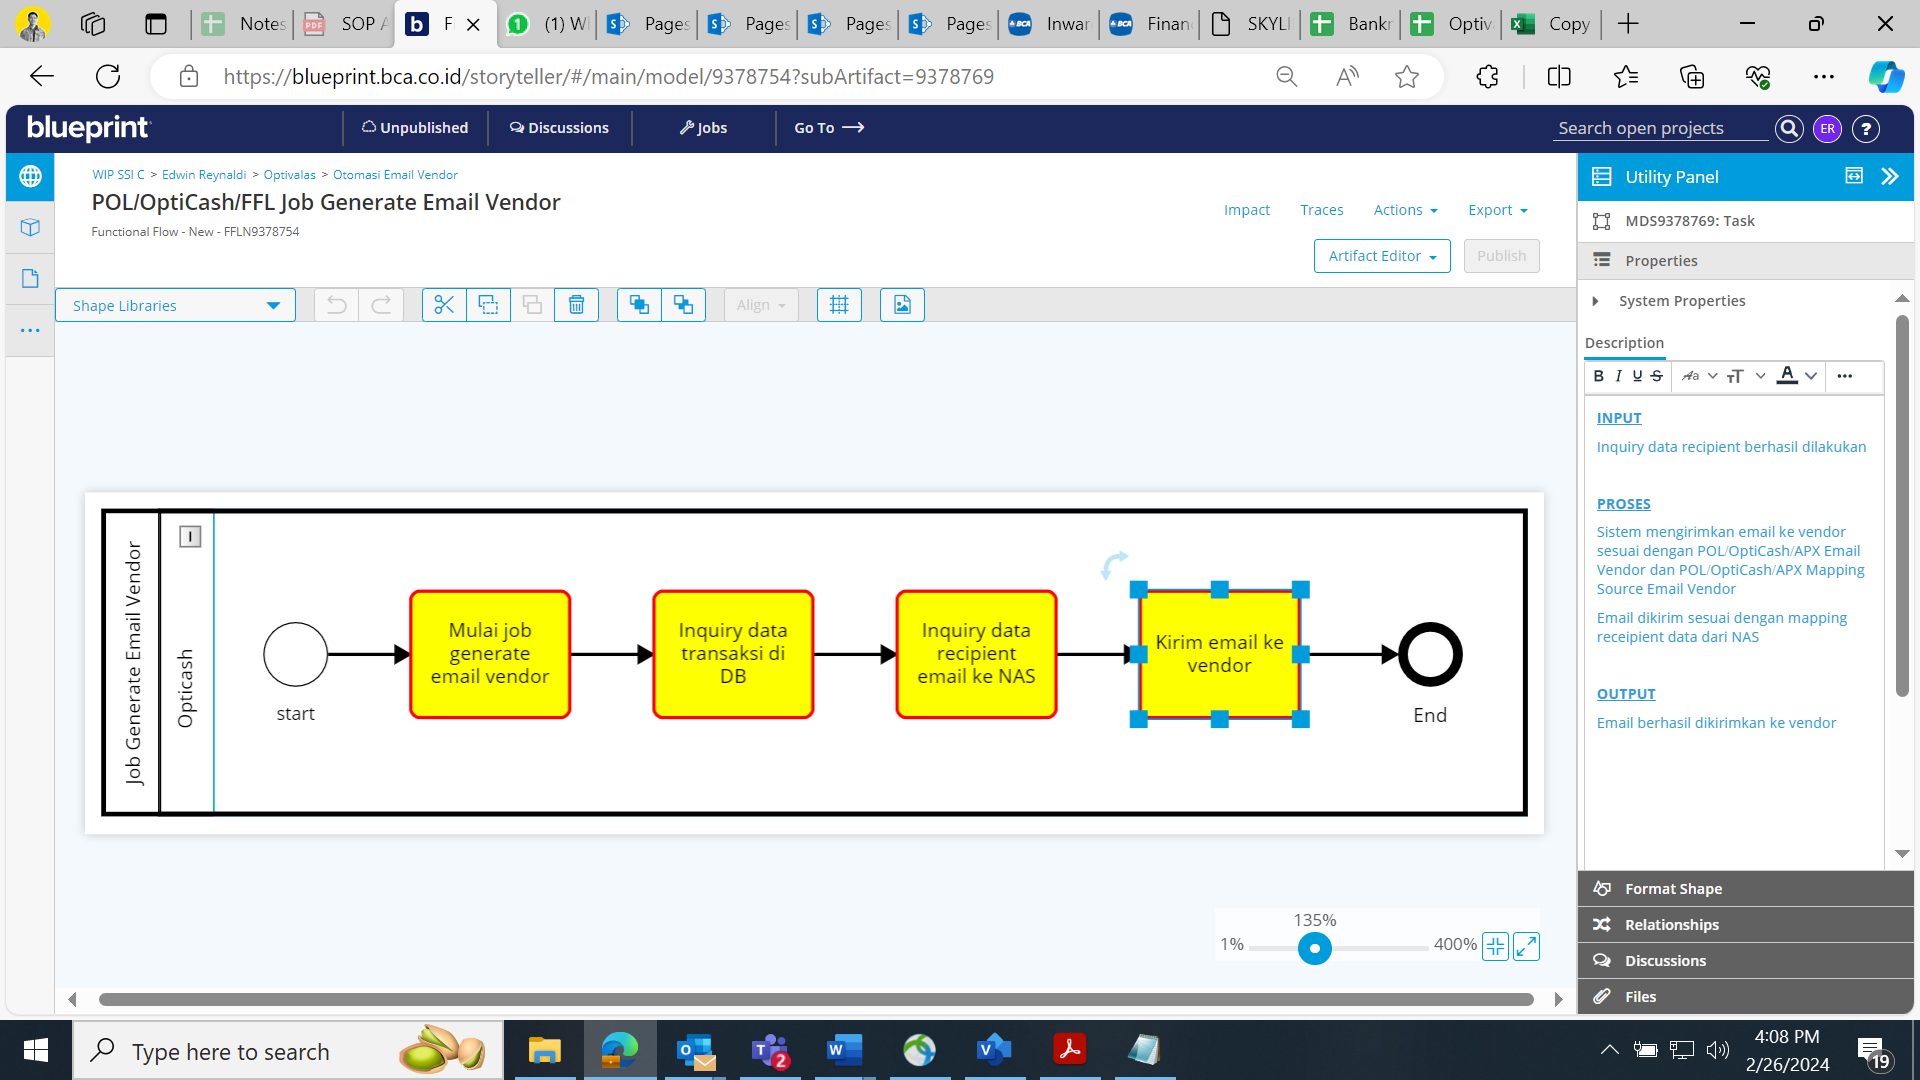 Notes
PDF
SOP A
F
(1) W
Pages
Pages
Pages
Pages
BCA
Inwar
BCA
Finan
SKYLI
Bankr
Optiv
Copy
https://blueprint.bca.co.id/storyteller/#/main/model/9378754?subArtifact=9378769
blueprint
Unpublished
Discussions
Jobs
Go To
Search open projects
ER
?
WIP SSI C > Edwin Reynaldi > Optivalas > Otomasi Email Vendor
POL/OptiCash/FFL Job Generate Email Vendor
Functional Flow - New - FFLN9378754
Impact
Traces
Actions
Export
Artifact Editor
Publish
Shape Libraries
Align
Job Generate Email Vendor
Opticash
I
start
Mulai job
generate
email vendor
Inquiry data
transaksi di
DB
Inquiry data
recipient
email ke NAS
Kirim email ke
vendor
End
135%
1%
400%
Utility Panel
MDS9378769: Task
Properties
System Properties
Description
B I U S Aa TT A ...
INPUT
Inquiry data recipient berhasil dilakukan
PROSES
Sistem mengirimkan email ke vendor
sesuai dengan POL/OptiCash/APX Email
Vendor dan POL/OptiCash/APX Mapping
Source Email Vendor
Email dikirim sesuai dengan mapping
receipient data dari NAS
OUTPUT
Email berhasil dikirimkan ke vendor
Format Shape
Relationships
Discussions
Files
Type here to search
2
4:08 PM
2/26/2024
19